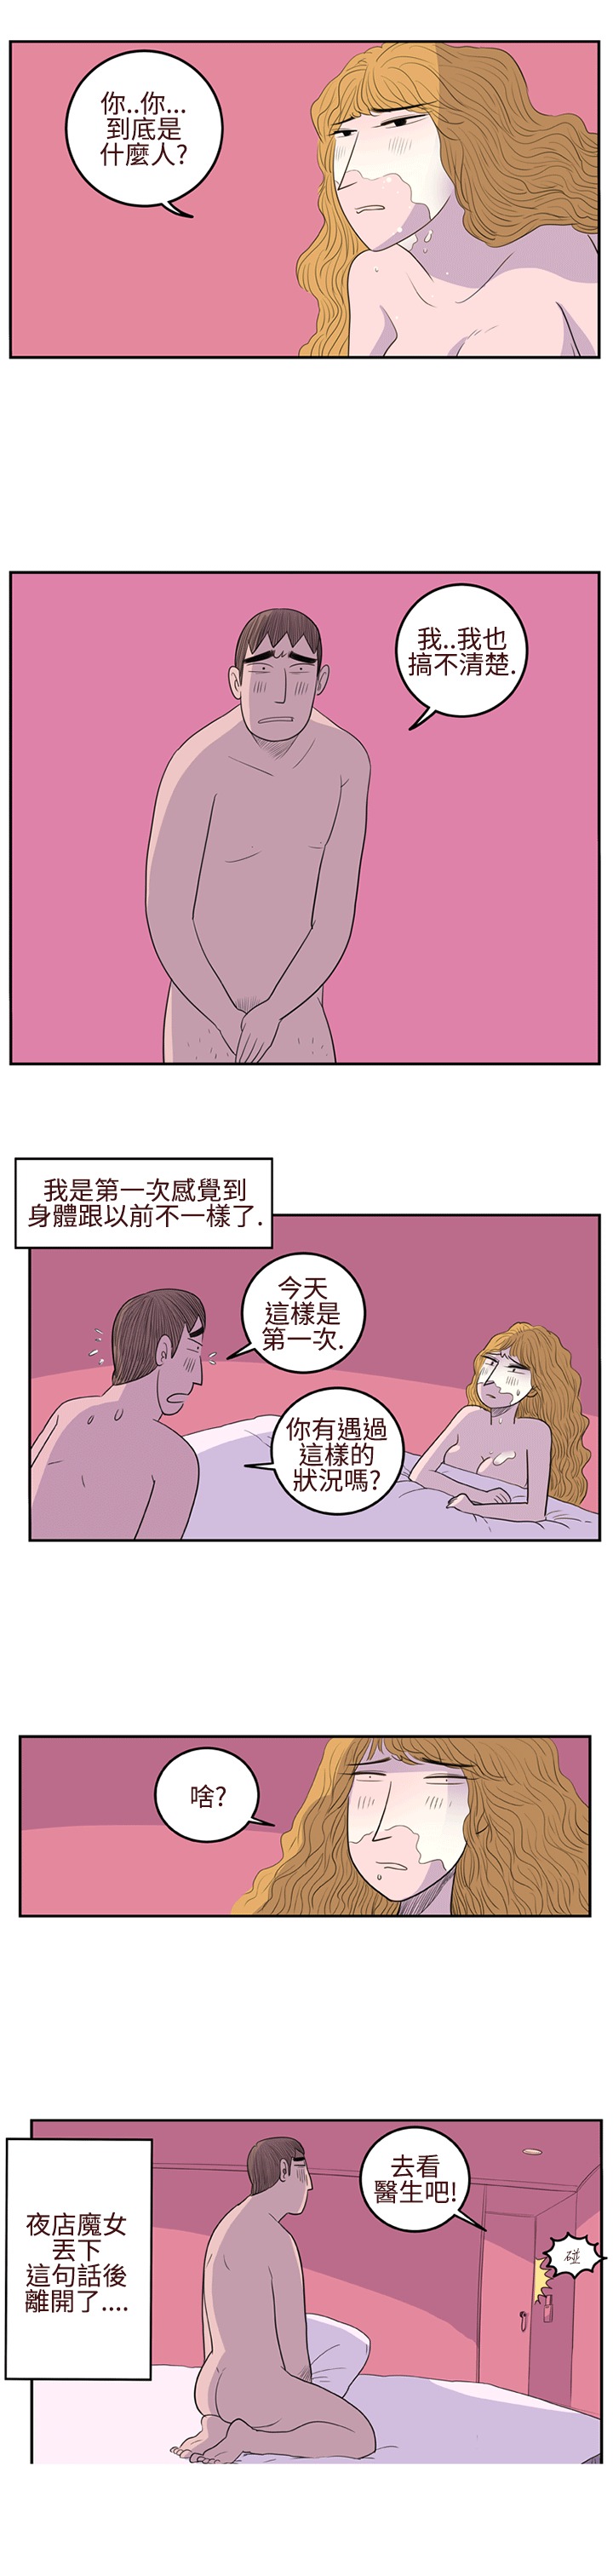 你..你...
到底是
什麼人?
我..我也
搞不清楚.
我是第一次感覺到
身體跟以前不一樣了.
今天
這樣是
第一次.
你有遇過
這樣的
狀況嗎?
啥?
去看
醫生吧!
碰
夜店魔女
丟下
這句話後
離開了....